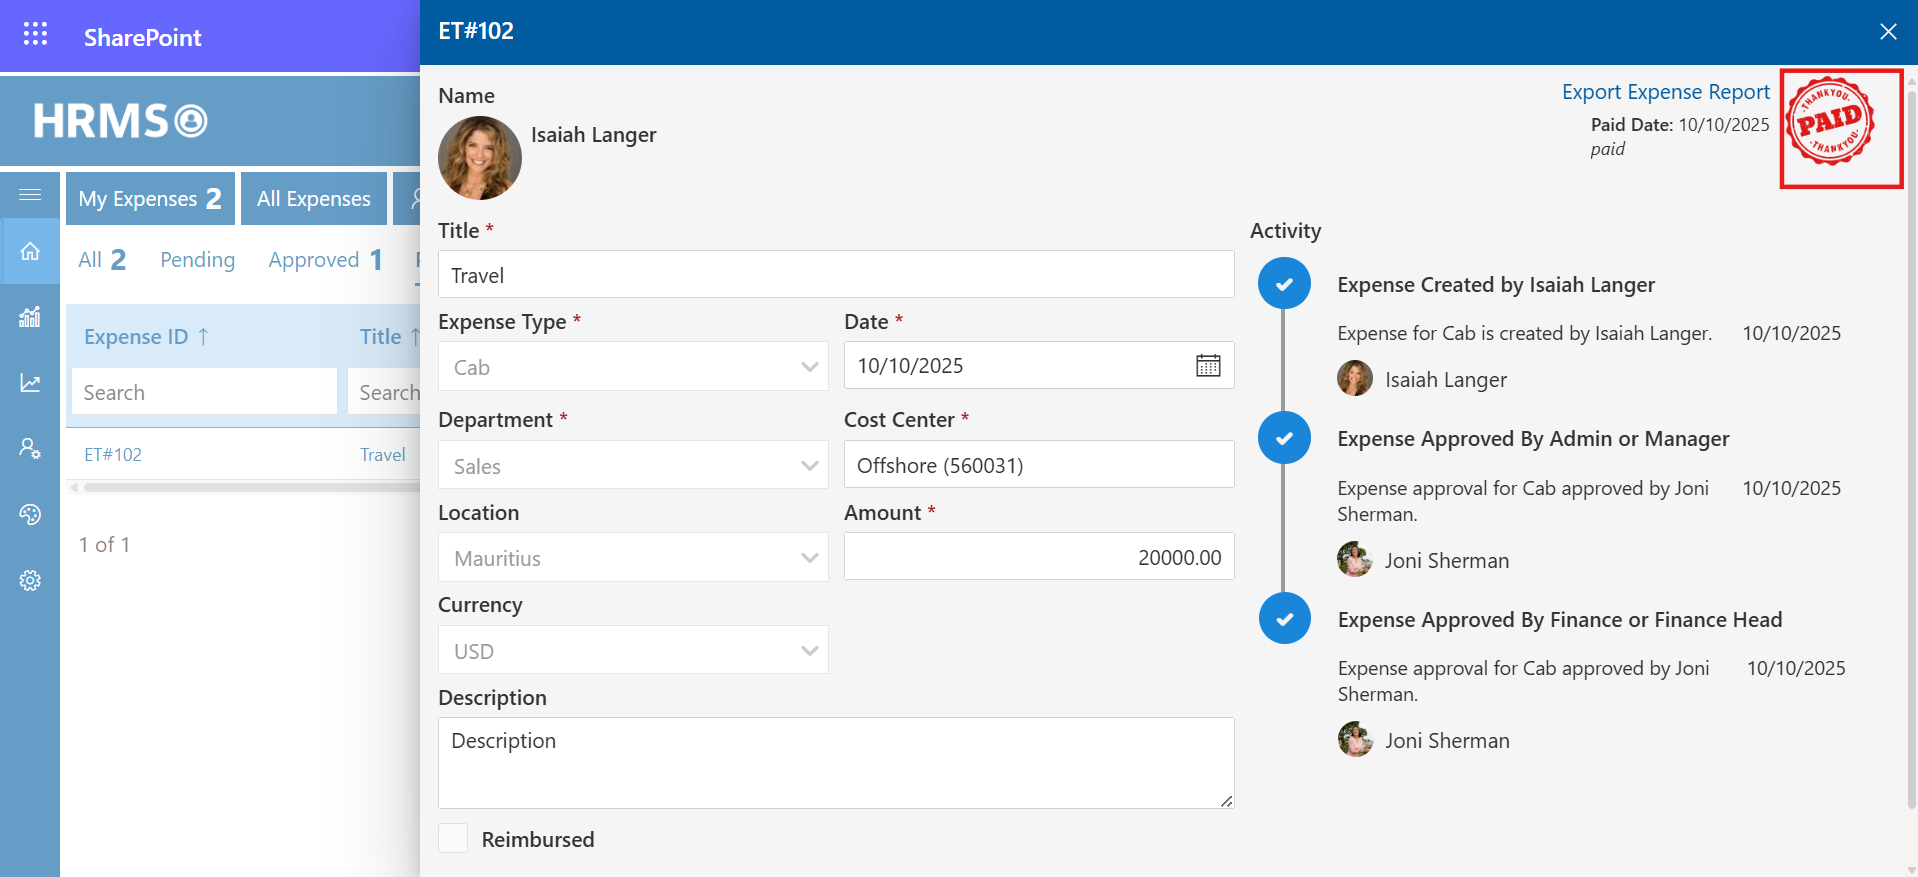 SharePoint
HRMS
My Expenses 2
All Expenses
All 2
Pending
Approved 1
Expense ID ↑
Title ↑
Search
Search
ET#102
Travel
1 of 1
ET#102
Name
Isaiah Langer
Export Expense Report
Paid Date: 10/10/2025
paid
THANKYOU
PAID
THANKYOU
Title *
Travel
Expense Type *
Cab
Date *
10/10/2025
Department *
Sales
Cost Center *
Offshore (560031)
Location
Mauritius
Amount *
20000.00
Currency
USD
Description
Description
Reimbursed
Activity
Expense Created by Isaiah Langer
Expense for Cab is created by Isaiah Langer.
10/10/2025
Isaiah Langer
Expense Approved By Admin or Manager
Expense approval for Cab approved by Joni
Sherman.
10/10/2025
Joni Sherman
Expense Approved By Finance or Finance Head
Expense approval for Cab approved by Joni
Sherman.
10/10/2025
Joni Sherman